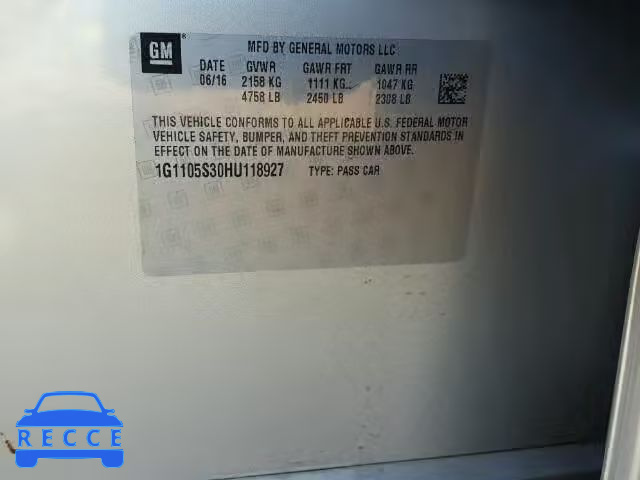 GM
MFD BY GENERAL MOTORS LLC
DATE GVWR GAWR FRT GAWR RR
06/16 2158 KG 1111 KG 1047 KG
4758 LB 2450 LB 2308 LB
THIS VEHICLE CONFORMS TO ALL APPLICABLE U.S. FEDERAL MOTOR
VEHICLE SAFETY, BUMPER, AND THEFT PREVENTION STANDARDS IN
EFFECT ON THE DATE OF MANUFACTURE SHOWN ABOVE.
1G1105S30HU118927 TYPE: PASS CAR
RECCE